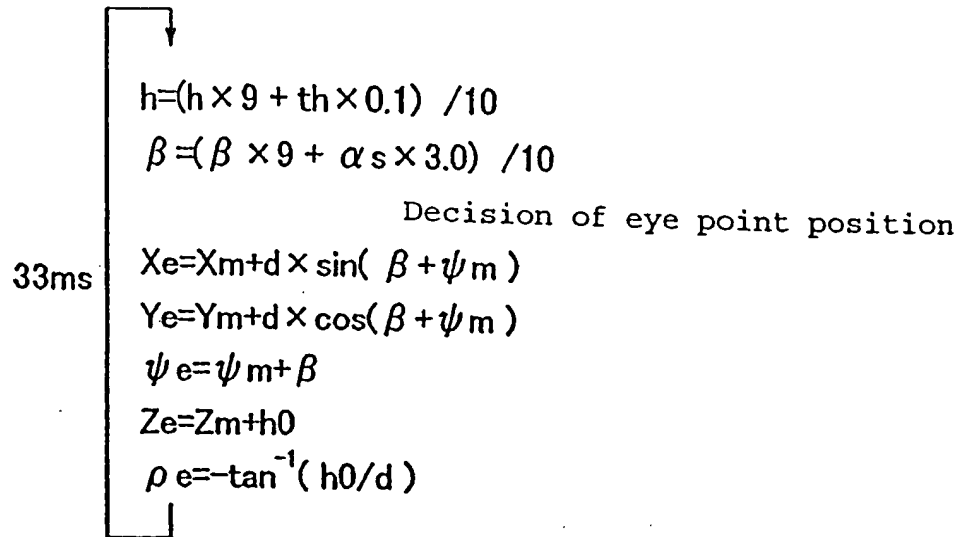 h=(h×9+th×0.1) /10
β=(β×9+ αs×3.0) /10
Decision of eye point position
33ms
Xe=Xm+d×sin( β+ψm )
Ye=Ym+d×cos(β+ψm )
ψe=ψm+β
Ze=Zm+h0
ρe=-tan⁻¹( h0/d )